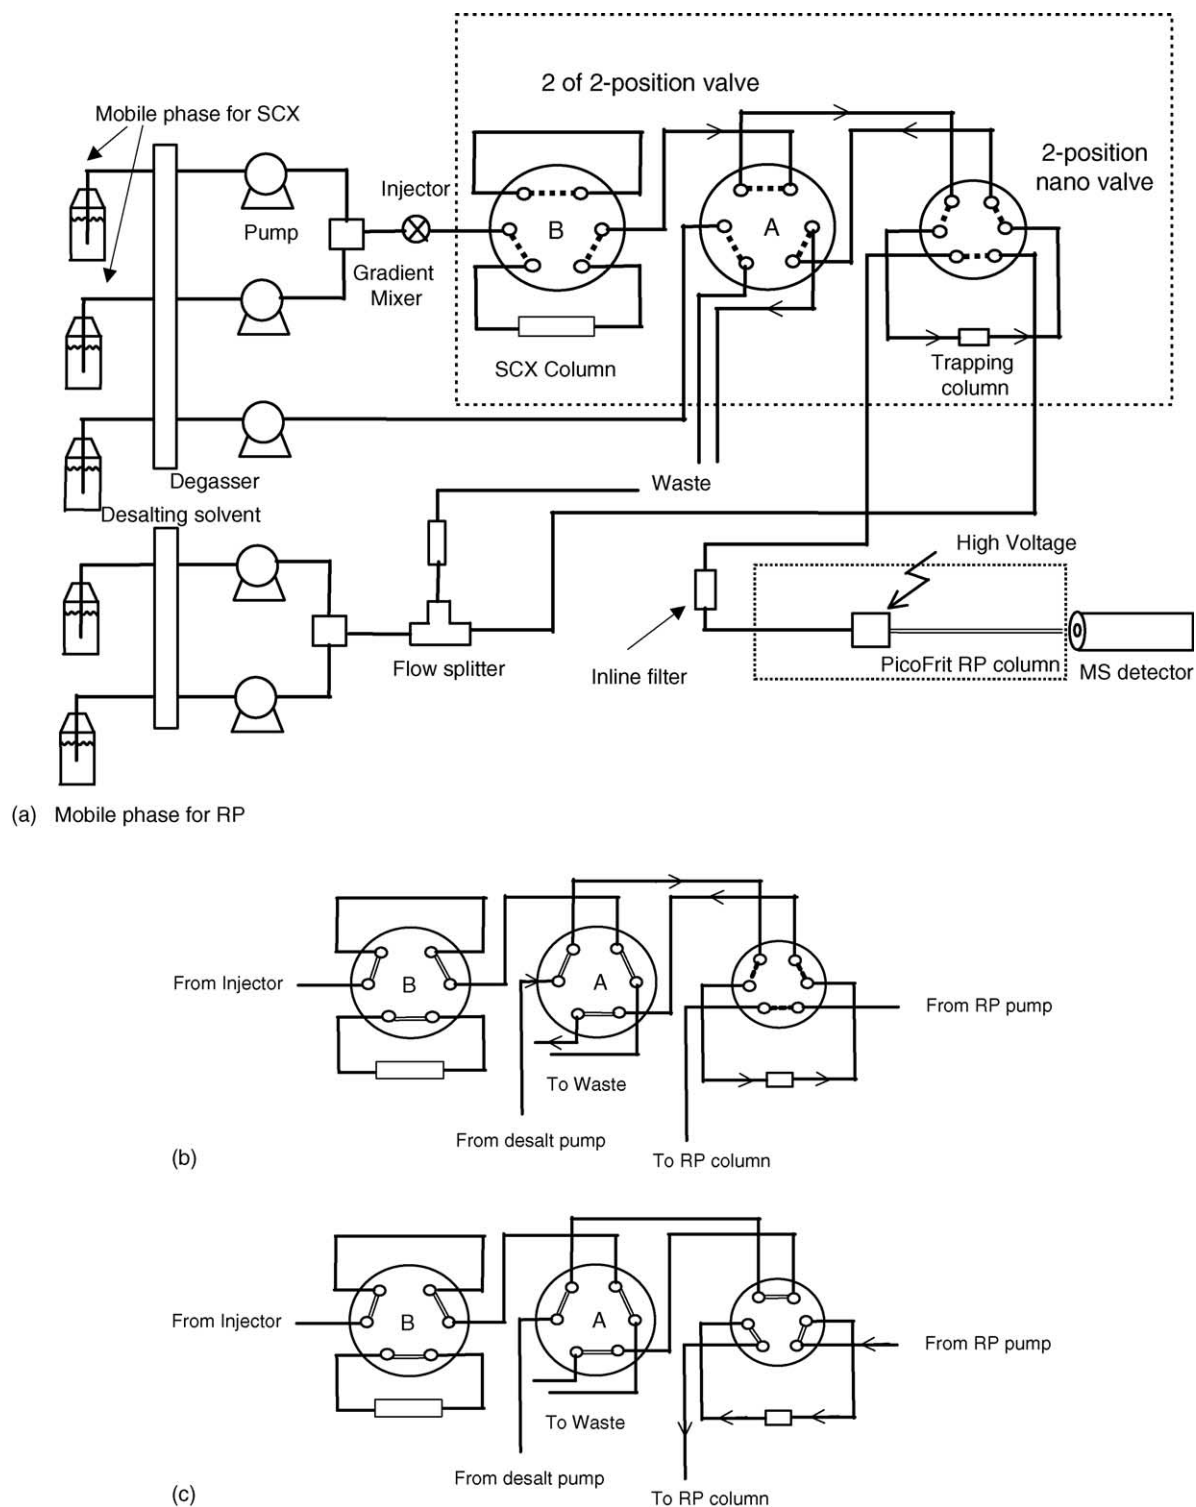 2 of 2-position valve
Mobile phase for SCX
2-position
nano valve
Injector
Pump
B
A
Gradient
Mixer
SCX Column
Trapping
column
Degasser
Waste
Desalting solvent
High Voltage
Flow splitter
Inline filter
PicoFrit RP column
MS detector
(a) Mobile phase for RP
From Injector
B
A
From RP pump
To Waste
From desalt pump
To RP column
(b)
From Injector
B
A
From RP pump
To Waste
From desalt pump
To RP column
(c)